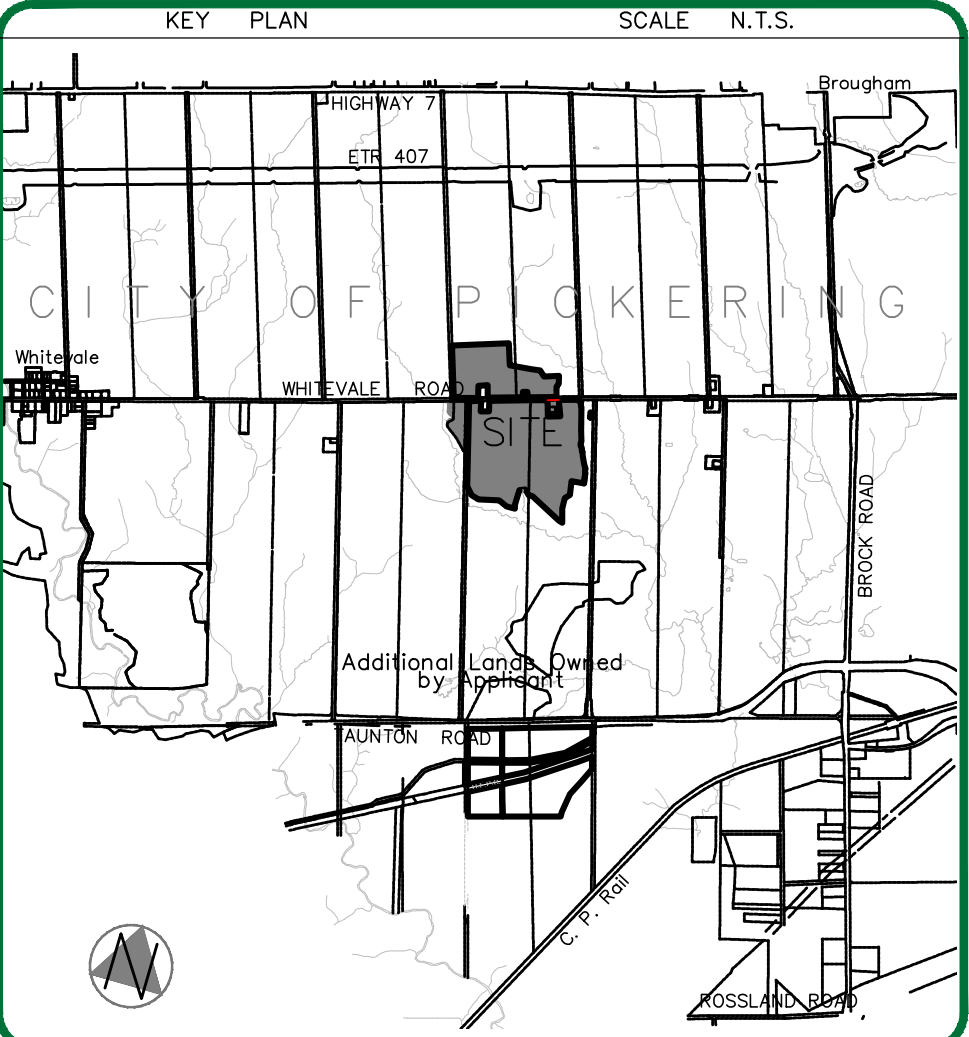 KEY PLAN SCALE N.T.S.
Brougham
HIGHWAY 7
ETR 407
CITY OF PICKERING
Whitevale
WHITEVALE ROAD
SITE
BROCK ROAD
Additional Lands Owned
by Applicant
TAUNTON ROAD
C. P. Rail
N
ROSSLAND ROAD